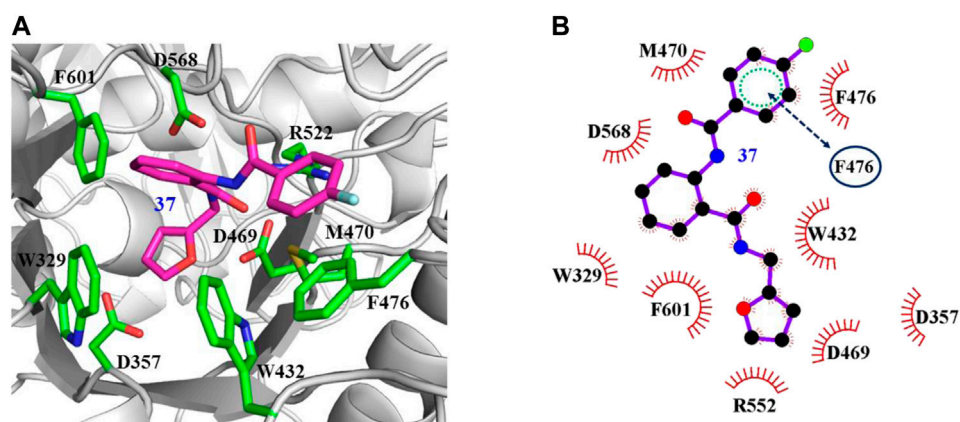 A
D568
F601
R522
37
D469
M470
W329
F476
D357
W432
B
M470
F476
D568
37
F476
W432
W329
F601
D357
D469
R552